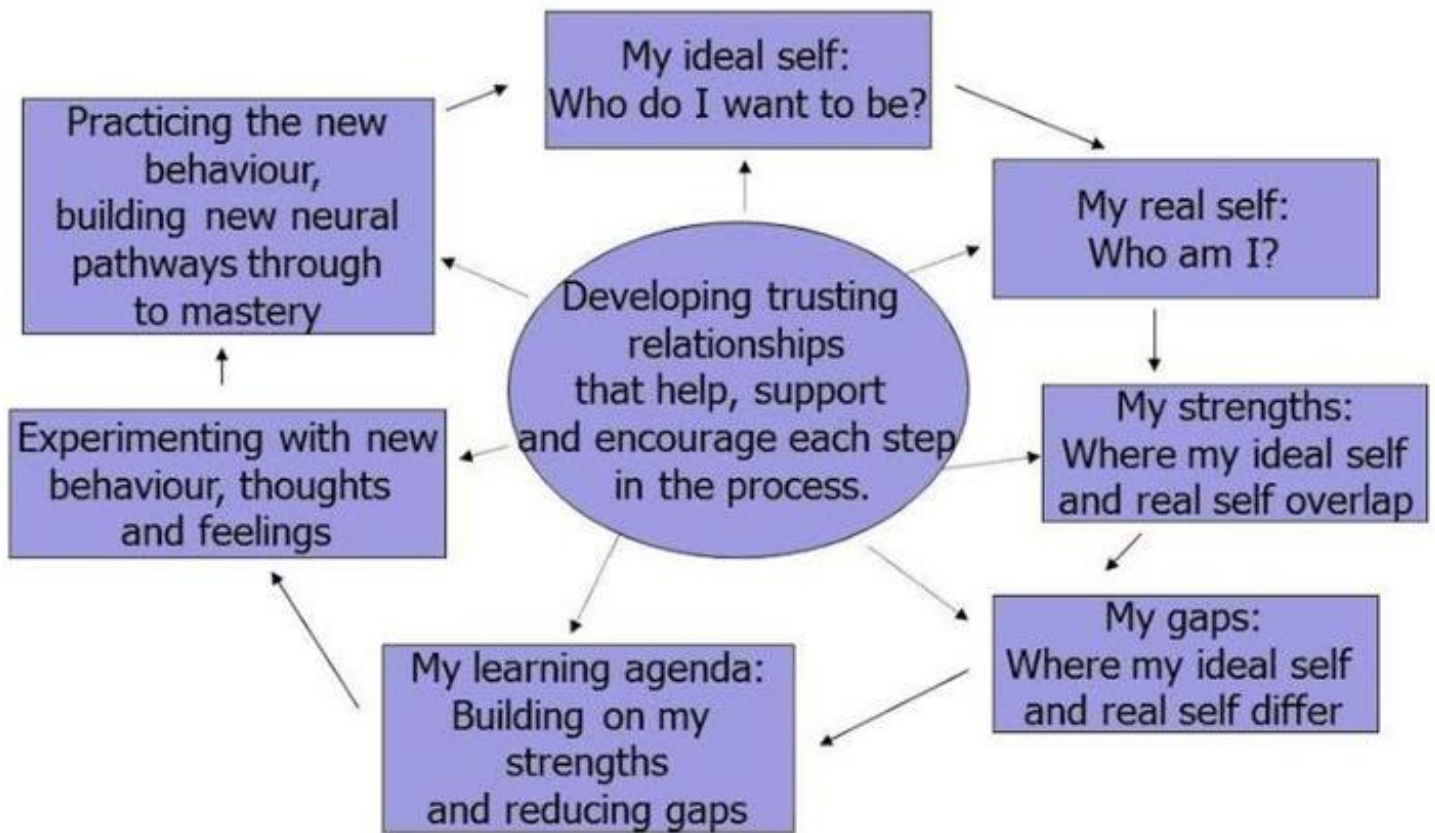 My ideal self:
Who do I want to be?
My real self:
Who am I?
My strengths:
Where my ideal self
and real self overlap
My gaps:
Where my ideal self
and real self differ
My learning agenda:
Building on my
strengths
and reducing gaps
Experimenting with new
behaviour, thoughts
and feelings
Practicing the new
behaviour,
building new neural
pathways through
to mastery
Developing trusting
relationships
that help, support
and encourage each step
in the process.